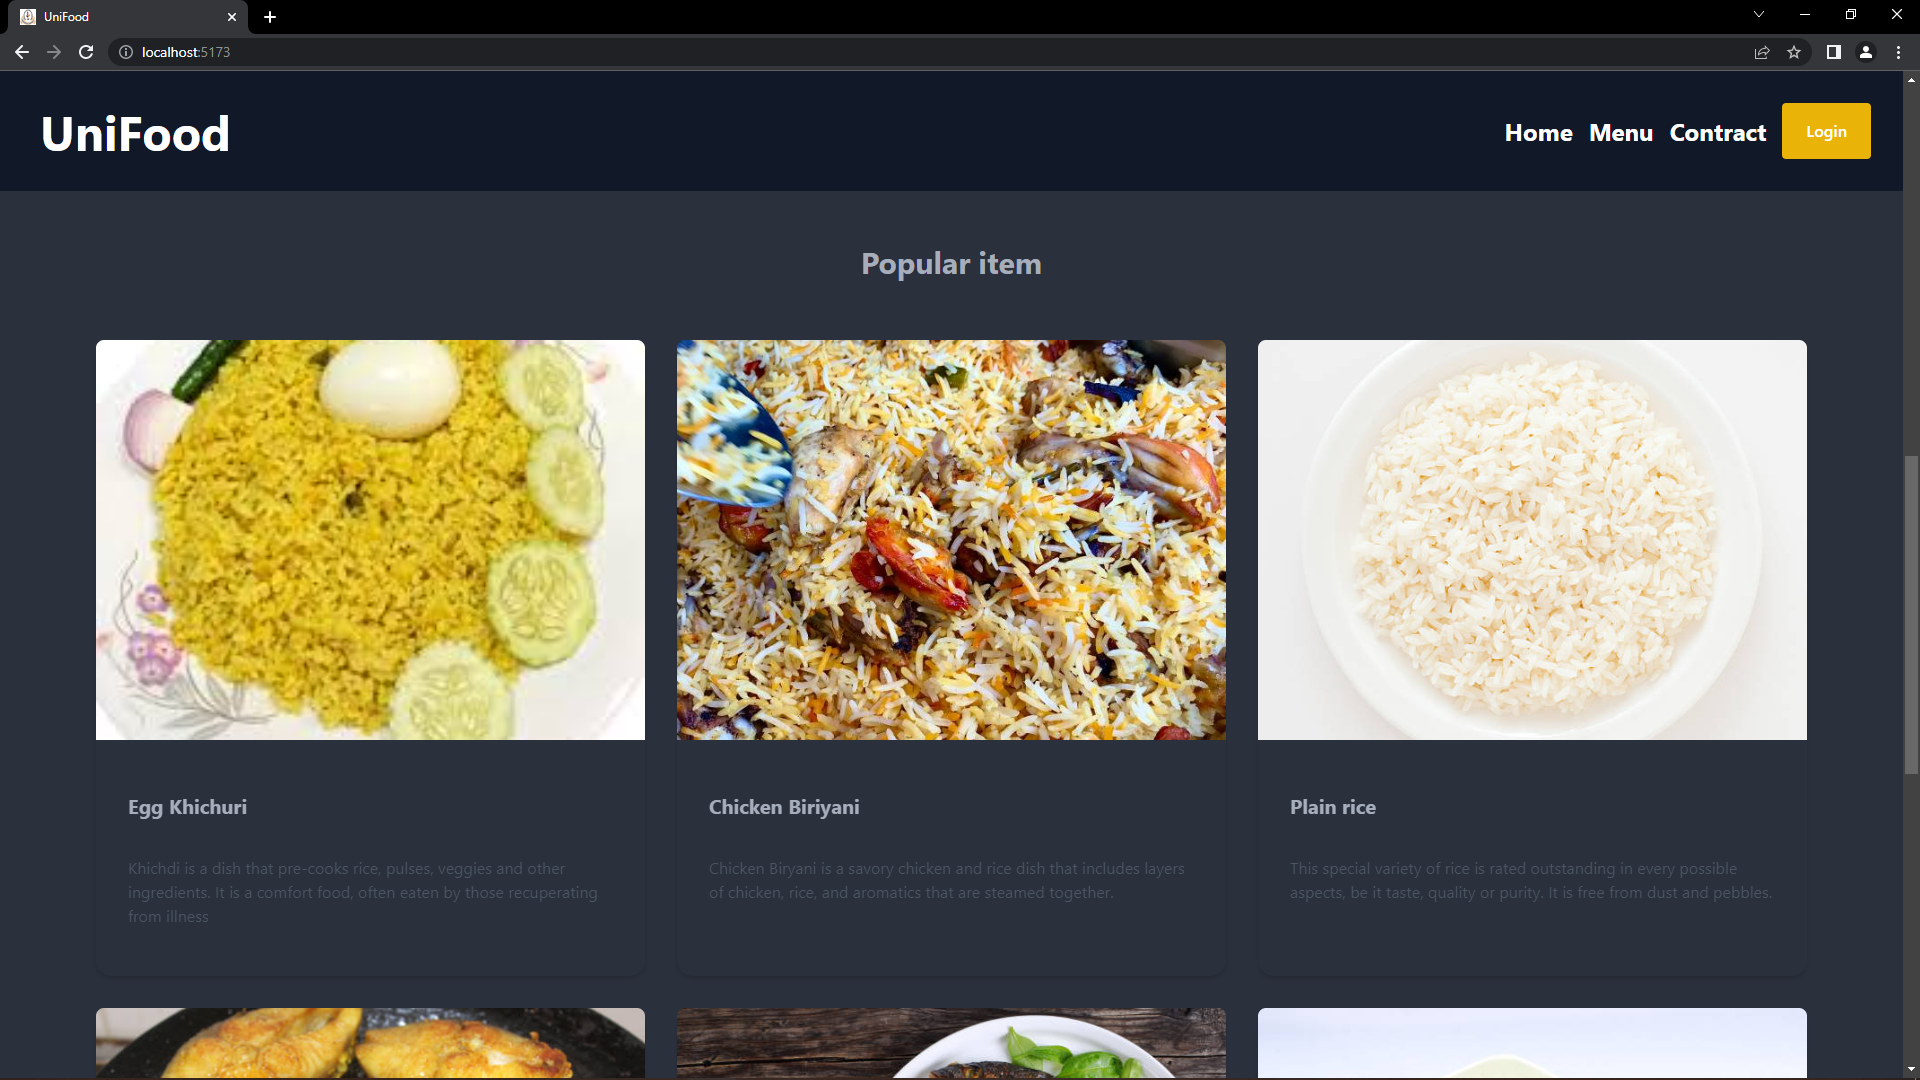 UniFood
localhost:5173
UniFood
Home Menu Contract Login
Popular item
Egg Khichuri
Khichdi is a dish that pre-cooks rice, pulses, veggies and other
ingredients. It is a comfort food, often eaten by those recuperating
from illness
Chicken Biriyani
Chicken Biryani is a savory chicken and rice dish that includes layers
of chicken, rice, and aromatics that are steamed together.
Plain rice
This special variety of rice is rated outstanding in every possible
aspects, be it taste, quality or purity. It is free from dust and pebbles.